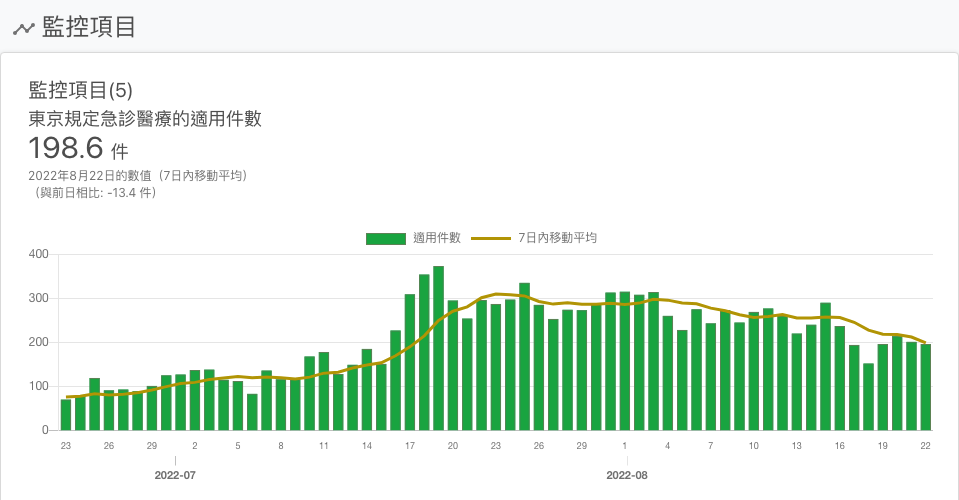 監控項目
監控項目(5)
東京規定急診醫療的適用件數
198.6 件
2022年8月22日的數值（7日內移動平均）
（與前日相比: -13.4 件）
適用件數 7日內移動平均
400
300
200
100
0
23 26 29 2 5 8 11 14 17 20 23 26 29 1 4 7 10 13 16 19 22
2022-07 2022-08